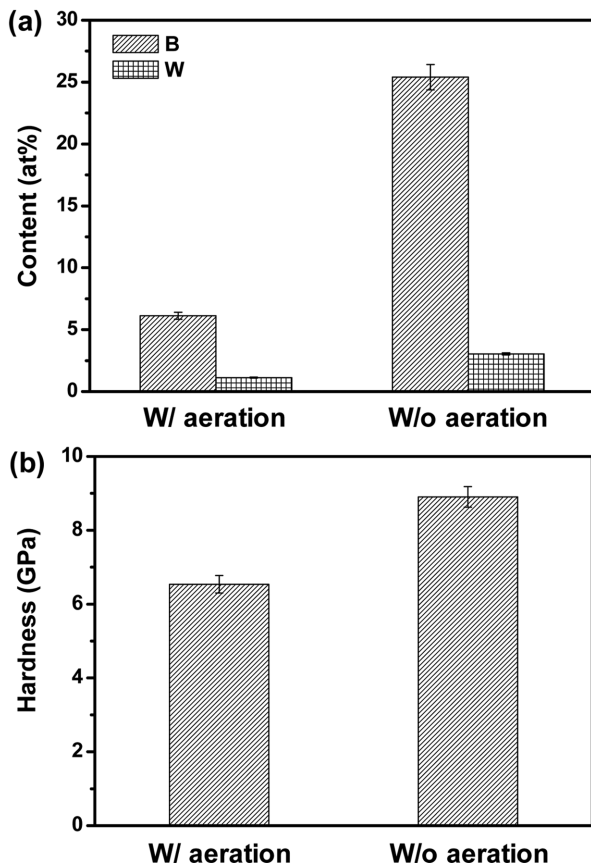 (a)
30
25
20
15
10
5
0
Content (at%)
B
W
W/ aeration
W/o aeration
(b)
10
8
6
4
2
0
Hardness (GPa)
W/ aeration
W/o aeration